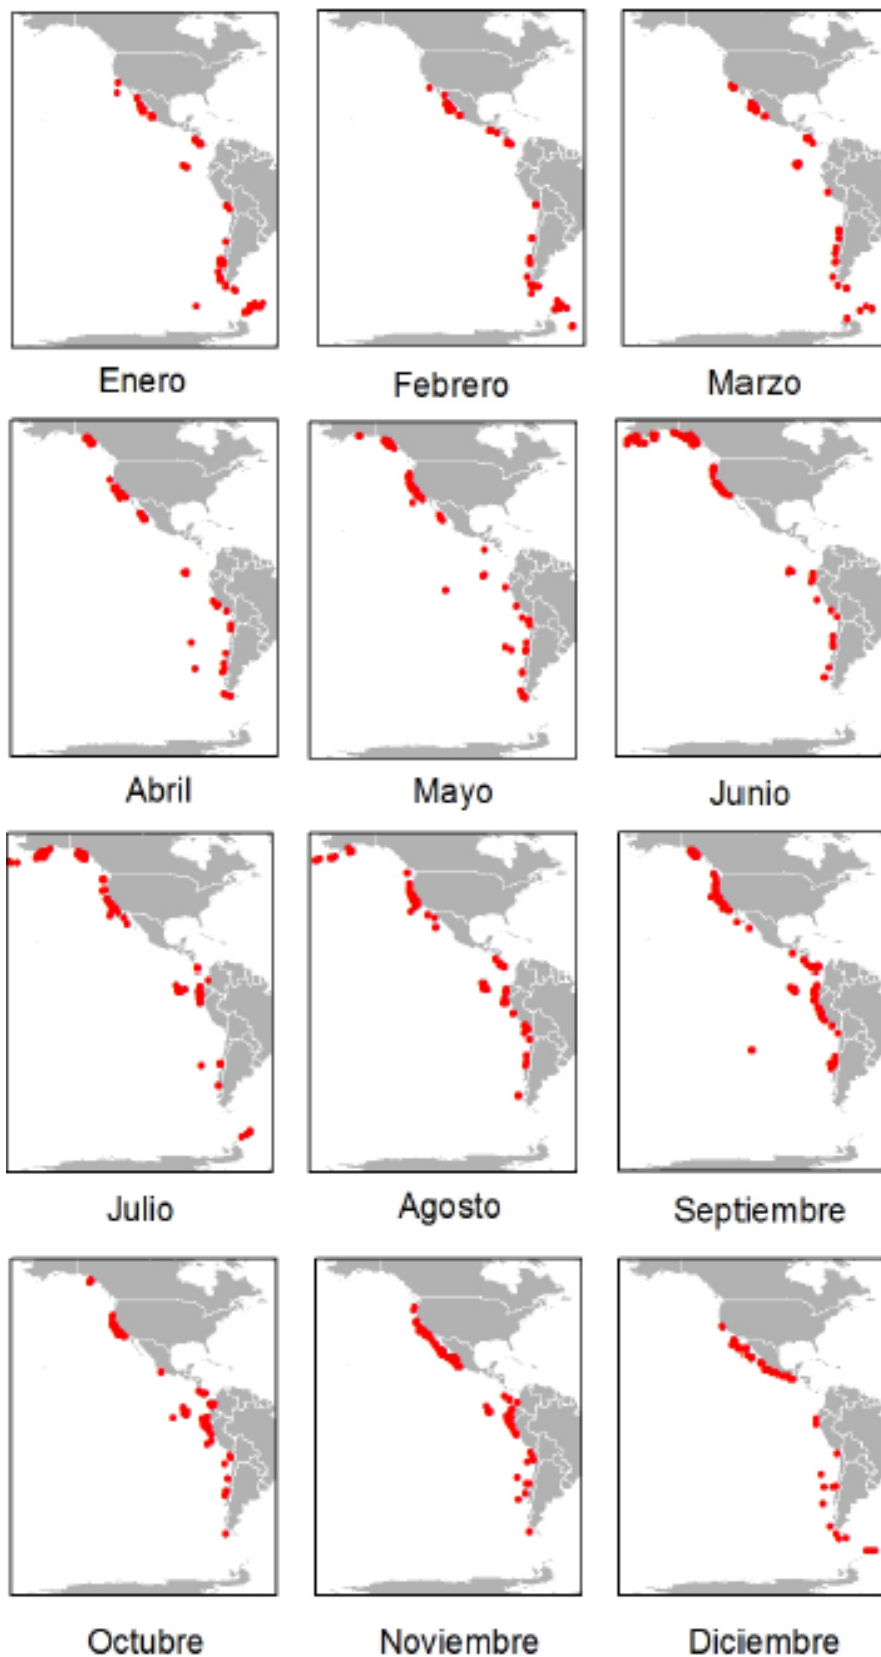 Enero
Febrero
Marzo
Abril
Mayo
Junio
Julio
Agosto
Septiembre
Octubre
Noviembre
Diciembre